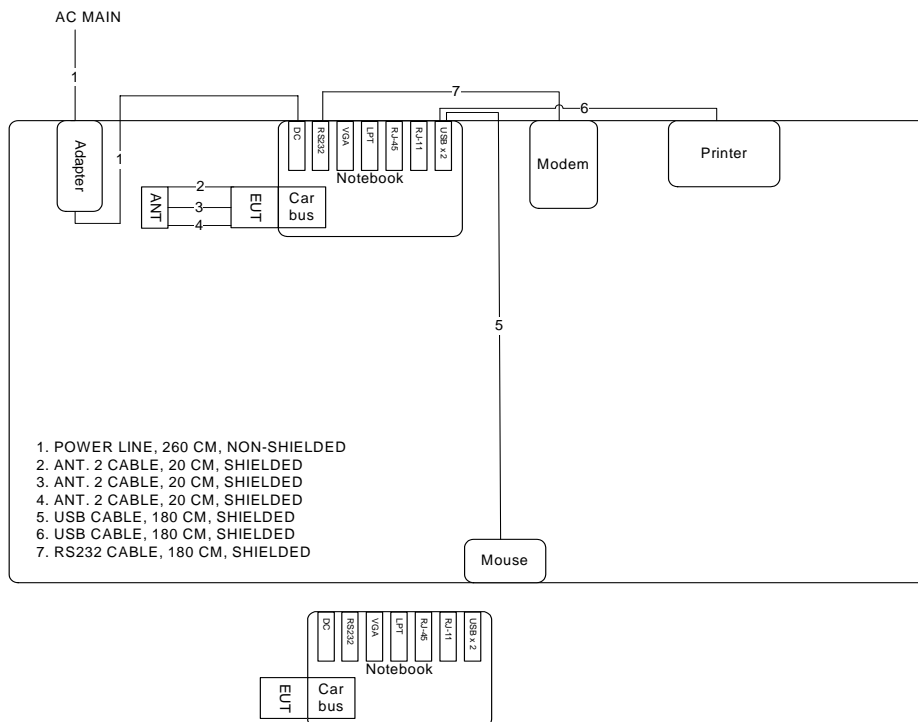 AC MAIN
1
7
6
Adapter
1
DC
RS232
VGA
LPT
RJ-45
RJ-11
USB x 2
Notebook
Modem
Printer
ANT
2
3
4
EUT
Car
bus
5
1. POWER LINE, 260 CM, NON-SHIELDED
2. ANT. 2 CABLE, 20 CM, SHIELDED
3. ANT. 2 CABLE, 20 CM, SHIELDED
4. ANT. 2 CABLE, 20 CM, SHIELDED
5. USB CABLE, 180 CM, SHIELDED
6. USB CABLE, 180 CM, SHIELDED
7. RS232 CABLE, 180 CM, SHIELDED
Mouse
DC
RS232
VGA
LPT
RJ-45
RJ-11
USB x 2
Notebook
EUT
Car
bus